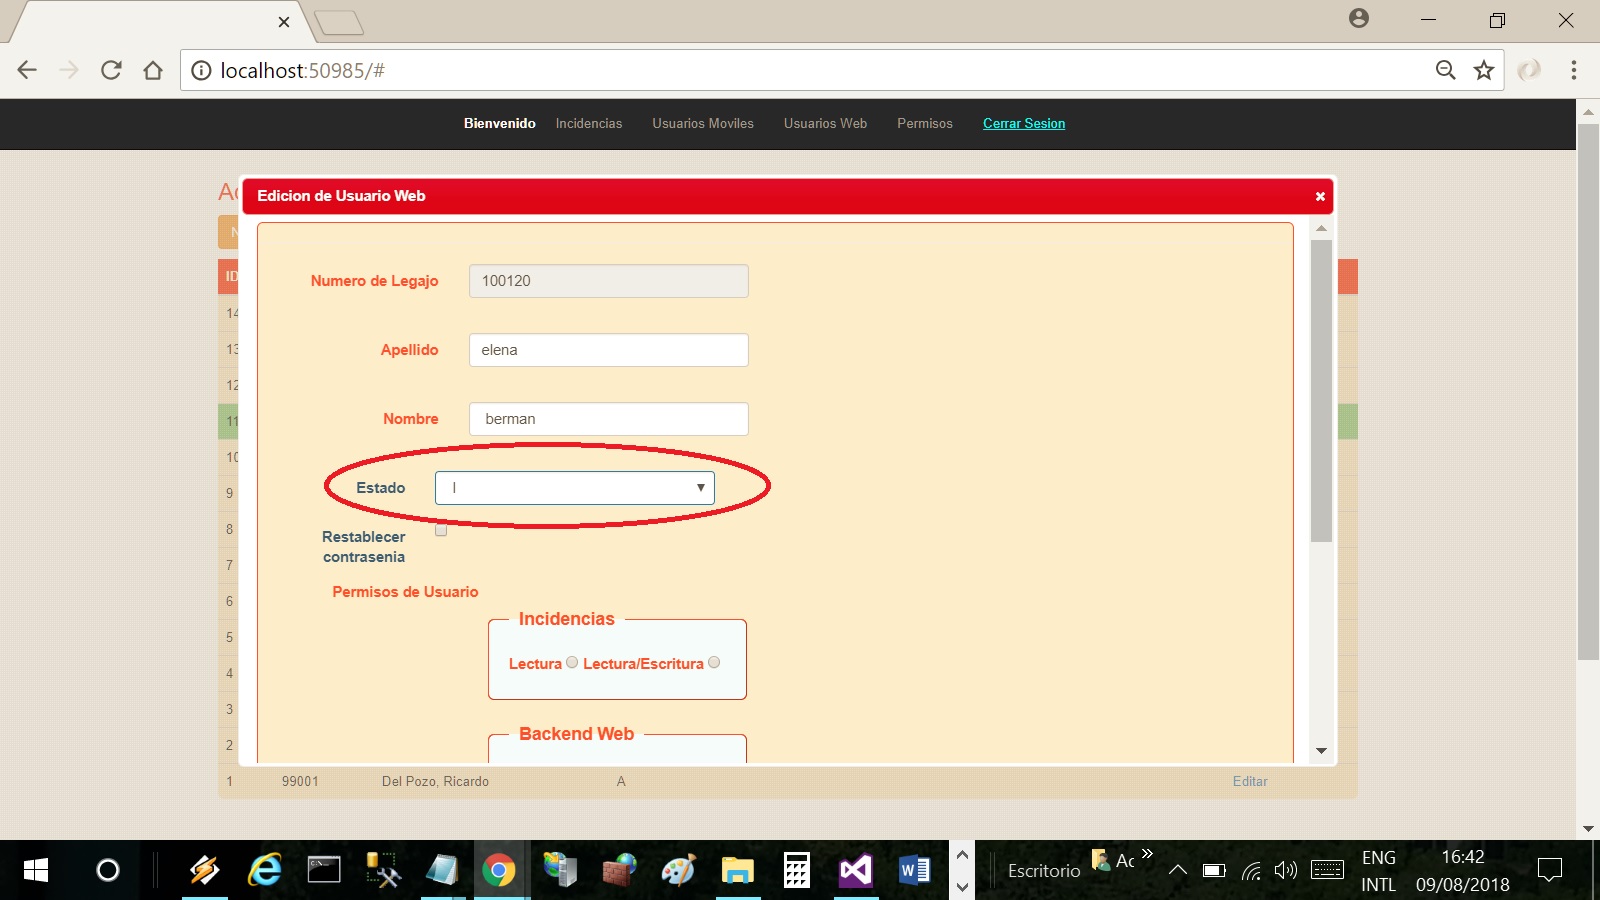 localhost:50985/#
Bienvenido Incidencias Usuarios Moviles Usuarios Web Permisos Cerrar Sesion
Edicion de Usuario Web
ID
Numero de Legajo 100120
14
13
Apellido elena
12
Nombre berman
11
10
Estado I
9
8
Restablecer
contrasenia
7
Permisos de Usuario
6
Incidencias
5
Lectura Lectura/Escritura
4
3
Backend Web
2
1 99001 Del Pozo, Ricardo A Editar
Escritorio Ac
ENG
INTL
16:42
09/08/2018